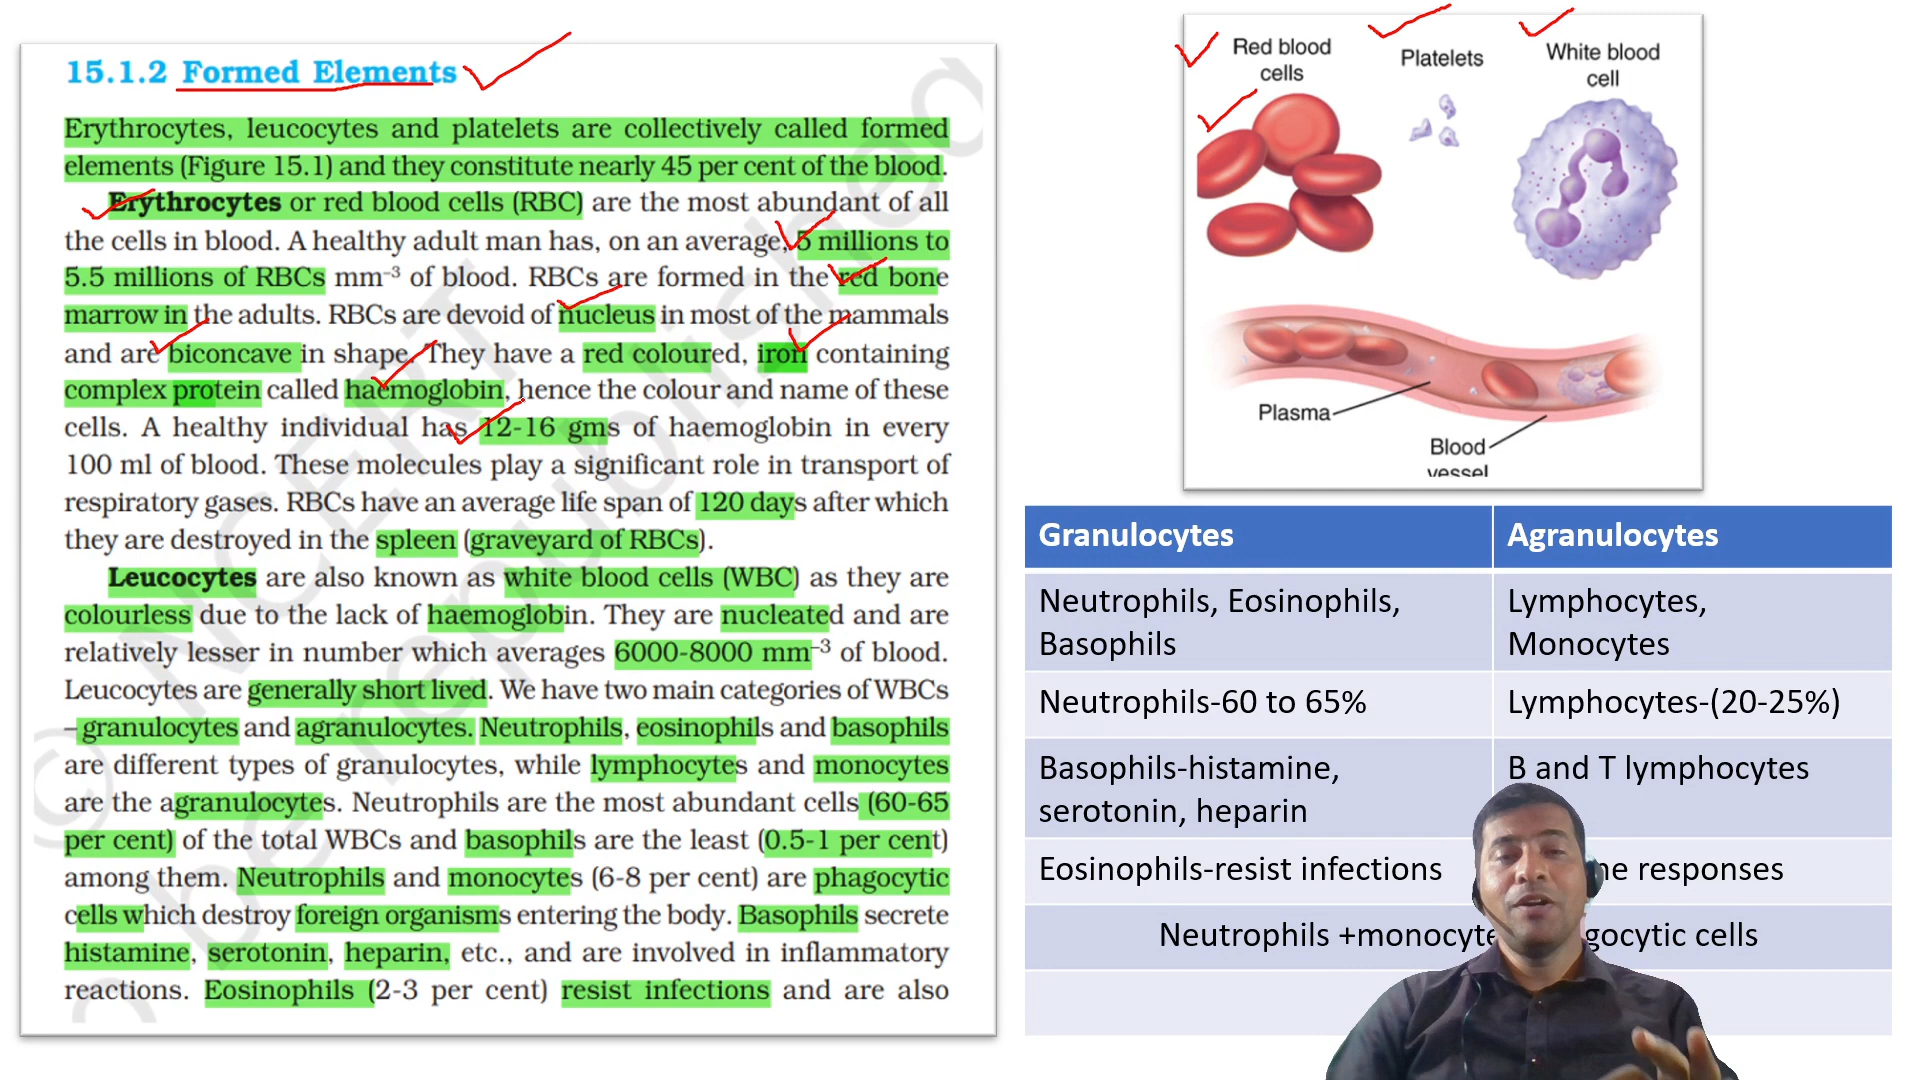 15.1.2 Formed Elements
Erythrocytes, leucocytes and platelets are collectively called formed
elements (Figure 15.1) and they constitute nearly 45 per cent of the blood.
Erythrocytes or red blood cells (RBC) are the most abundant of all
the cells in blood. A healthy adult man has, on an average, 5 millions to
5.5 millions of RBCs mm⁻³ of blood. RBCs are formed in the red bone
marrow in the adults. RBCs are devoid of nucleus in most of the mammals
and are biconcave in shape. They have a red coloured, iron containing
complex protein called haemoglobin, hence the colour and name of these
cells. A healthy individual has 12-16 gms of haemoglobin in every
100 ml of blood. These molecules play a significant role in transport of
respiratory gases. RBCs have an average life span of 120 days after which
they are destroyed in the spleen (graveyard of RBCs).
Leucocytes are also known as white blood cells (WBC) as they are
colourless due to the lack of haemoglobin. They are nucleated and are
relatively lesser in number which averages 6000-8000 mm⁻³ of blood.
Leucocytes are generally short lived. We have two main categories of WBCs
– granulocytes and agranulocytes. Neutrophils, eosinophils and basophils
are different types of granulocytes, while lymphocytes and monocytes
are the agranulocytes. Neutrophils are the most abundant cells (60-65
per cent) of the total WBCs and basophils are the least (0.5-1 per cent)
among them. Neutrophils and monocytes (6-8 per cent) are phagocytic
cells which destroy foreign organisms entering the body. Basophils secrete
histamine, serotonin, heparin, etc., and are involved in inflammatory
reactions. Eosinophils (2-3 per cent) resist infections and are also
© NCERT
be republished
Red blood
cells
Platelets
White blood
cell
Plasma
Blood
vessel
Granulocytes
Agranulocytes
Neutrophils, Eosinophils,
Basophils
Lymphocytes,
Monocytes
Neutrophils-60 to 65%
Lymphocytes-(20-25%)
Basophils-histamine,
serotonin, heparin
B and T lymphocytes
Eosinophils-resist infections
responses
Neutrophils +monocyte
cells